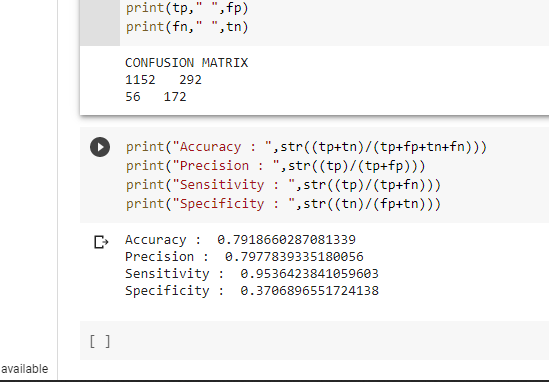 print(tp," ",fp)
print(fn," ",tn)
CONFUSION MATRIX
1152   292
56   172
print("Accuracy : ",str((tp+tn)/(tp+fp+tn+fn)))
print("Precision : ",str((tp)/(tp+fp)))
print("Sensitivity : ",str((tp)/(tp+fn)))
print("Specificity : ",str((tn)/(fp+tn)))
Accuracy :  0.7918660287081339
Precision :  0.7977839335180056
Sensitivity :  0.9536423841059603
Specificity :  0.3706896551724138
[ ]
available